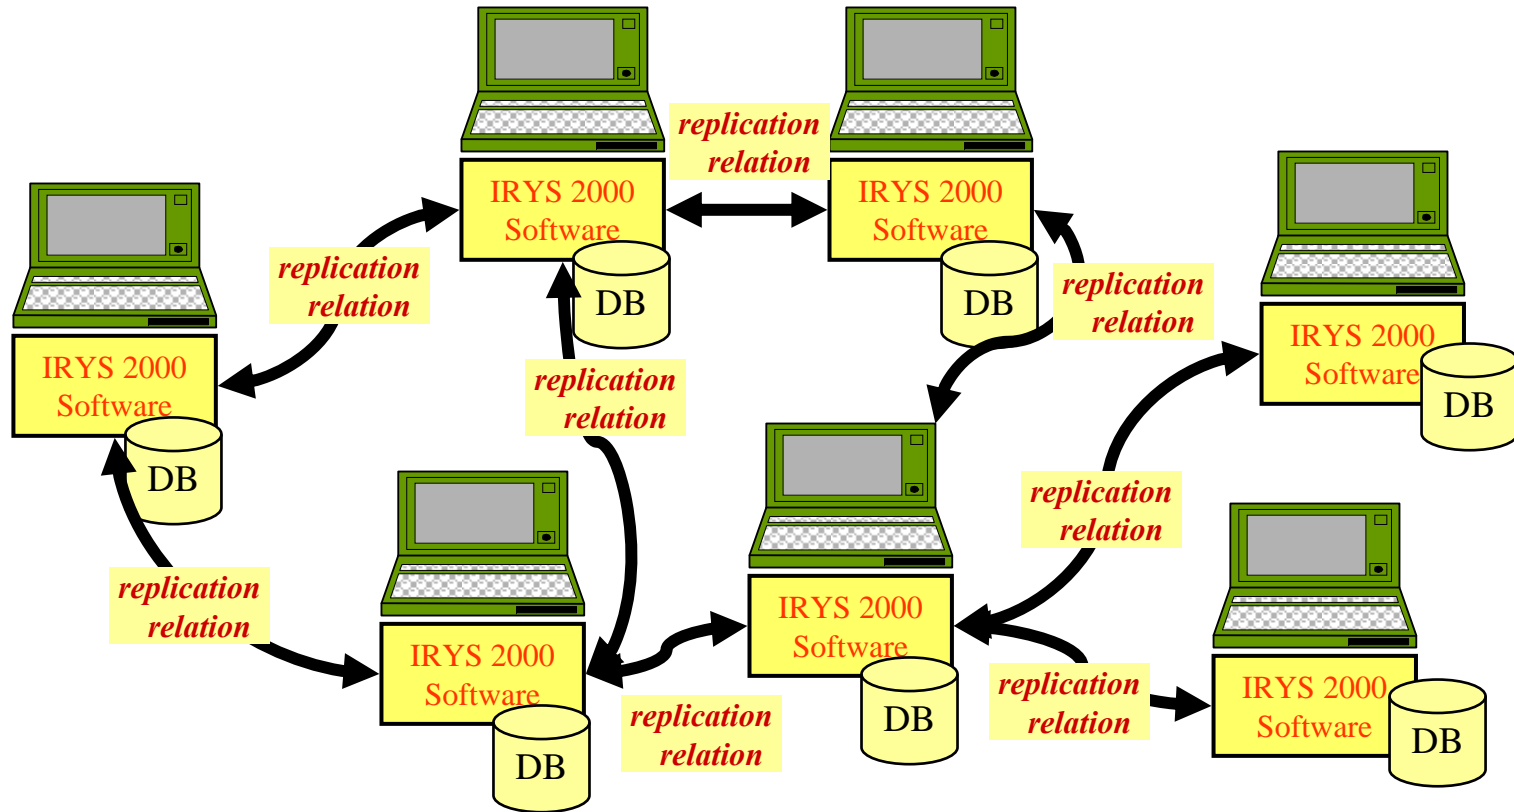 replication
relation
IRYS 2000
Software
DB
IRYS 2000
Software
DB
replication
relation
replication
relation
IRYS 2000
Software
DB
IRYS 2000
Software
DB
replication
relation
replication
relation
replication
relation
IRYS 2000
Software
DB
IRYS 2000
Software
DB
replication
relation
replication
relation
IRYS 2000
Software
DB